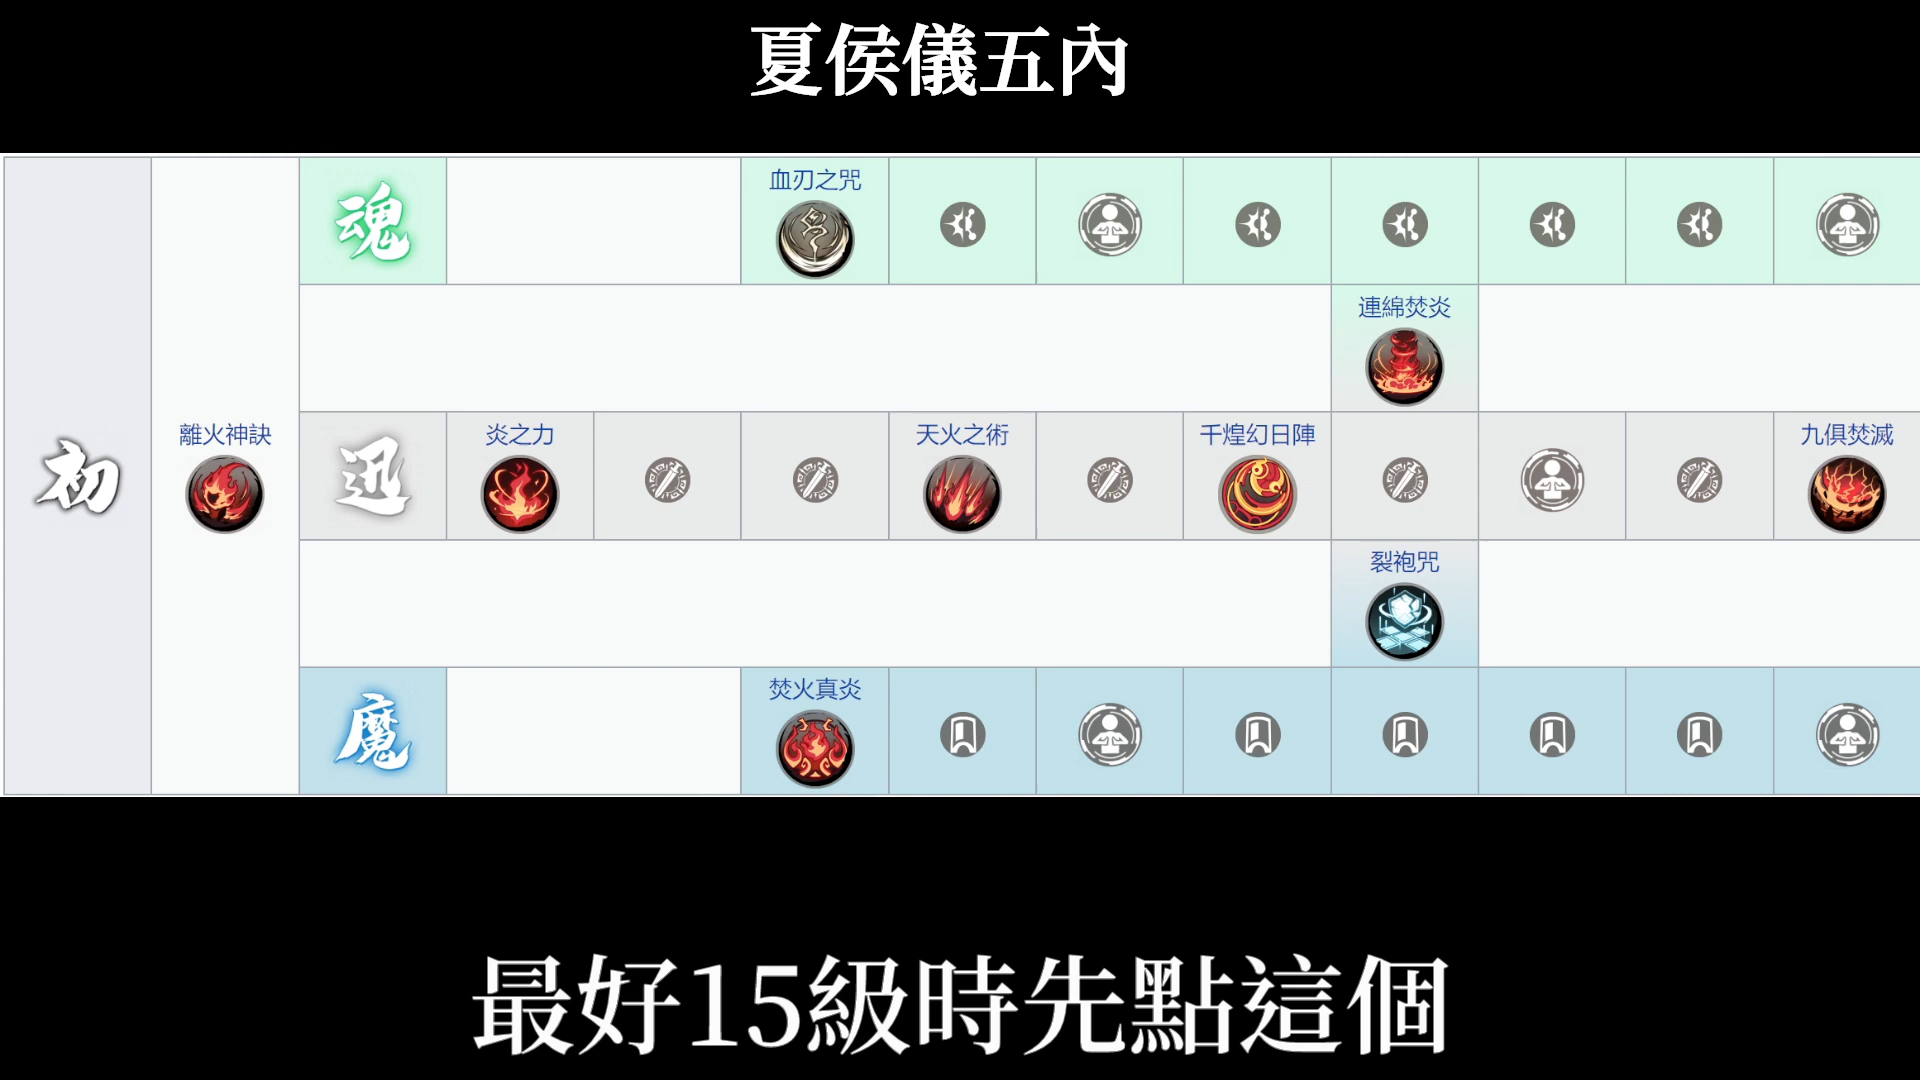 夏侯儀五內
魂
血刃之咒
連綿焚炎
初
離火神訣
迅
炎之力
天火之術
千煌幻日陣
九俱焚滅
裂袍咒
魔
焚火真炎
最好15級時先點這個